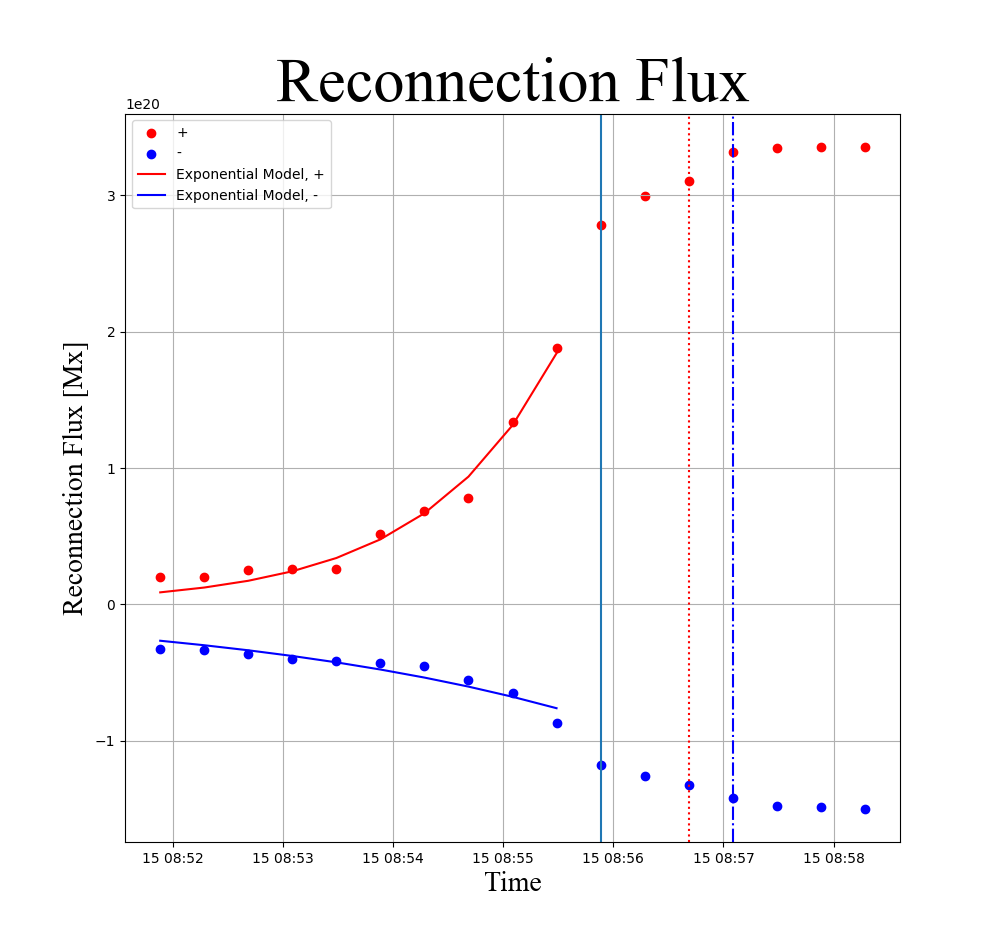 Reconnection Flux
1e20
+
-
Exponential Model, +
Exponential Model, -
3
2
1
0
−1
Reconnection Flux [Mx]
15 08:52 15 08:53 15 08:54 15 08:55 15 08:56 15 08:57 15 08:58
Time